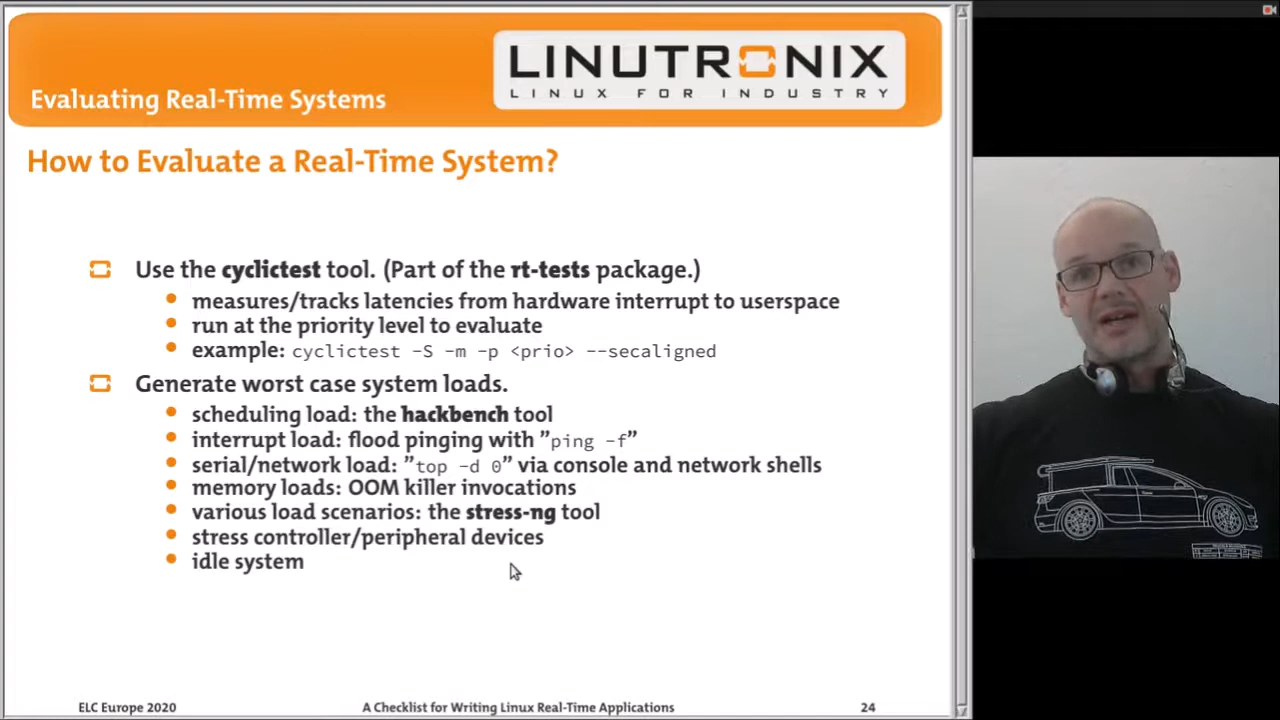 LINUTRONIX
LINUX FOR INDUSTRY
Evaluating Real-Time Systems
How to Evaluate a Real-Time System?
Use the cyclictest tool. (Part of the rt-tests package.)
measures/tracks latencies from hardware interrupt to userspace
run at the priority level to evaluate
example: cyclictest -S -m -p <prio> --secaligned
Generate worst case system loads.
scheduling load: the hackbench tool
interrupt load: flood pinging with ”ping -f”
serial/network load: ”top -d 0” via console and network shells
memory loads: OOM killer invocations
various load scenarios: the stress-ng tool
stress controller/peripheral devices
idle system
ELC Europe 2020
A Checklist for Writing Linux Real-Time Applications
24